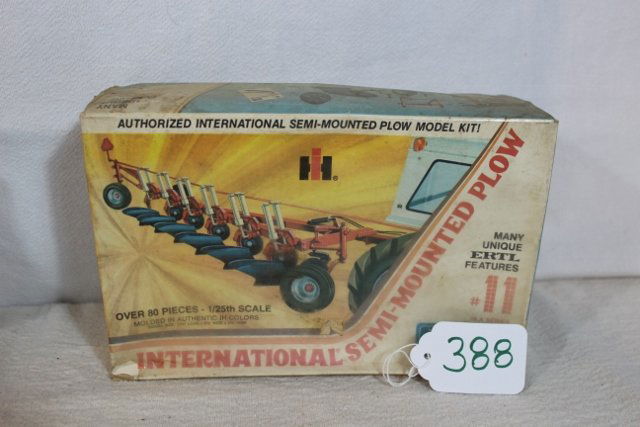 AUTHORIZED INTERNATIONAL SEMI-MOUNTED PLOW MODEL KIT!
IH®
MANY
UNIQUE
ERTL
FEATURES
#11
OVER 80 PIECES - 1/25th SCALE
MOLDED IN AUTHENTIC IH COLORS
INTERNATIONAL SEMI-MOUNTED PLOW
388